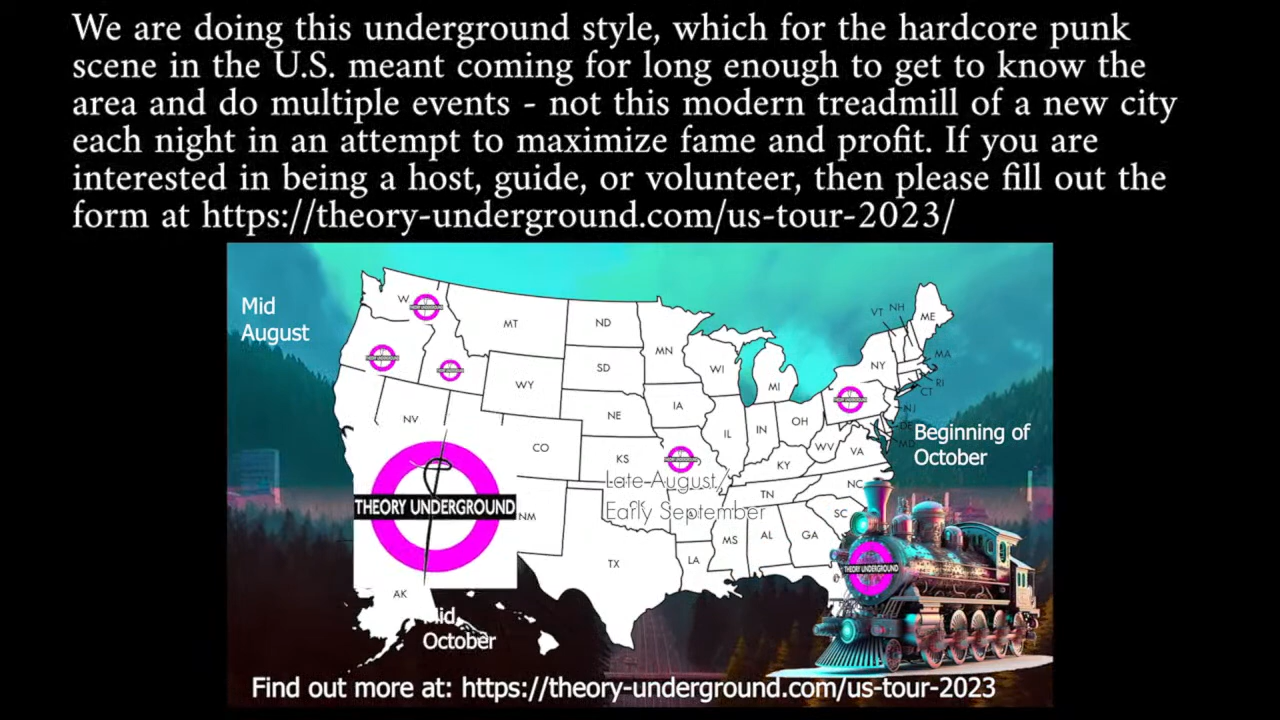 We are doing this underground style, which for the hardcore punk
scene in the U.S. meant coming for long enough to get to know the
area and do multiple events - not this modern treadmill of a new city
each night in an attempt to maximize fame and profit. If you are
interested in being a host, guide, or volunteer, then please fill out the
form at https://theory-underground.com/us-tour-2023/
Mid
August
W
MT
ND
MN
SD
WY
WI
MI
VT
NH
ME
NY
MA
RI
CT
NJ
DE
MD
NV
NE
IA
IL
IN
OH
CO
KS
KY
WV
VA
Beginning of
October
Late August/
Early September
THEORY UNDERGROUND
NM
TN
NC
SC
MS
AL
GA
TX
LA
THEORY UNDERGROUND
AK
October
Find out more at: https://theory-underground.com/us-tour-2023